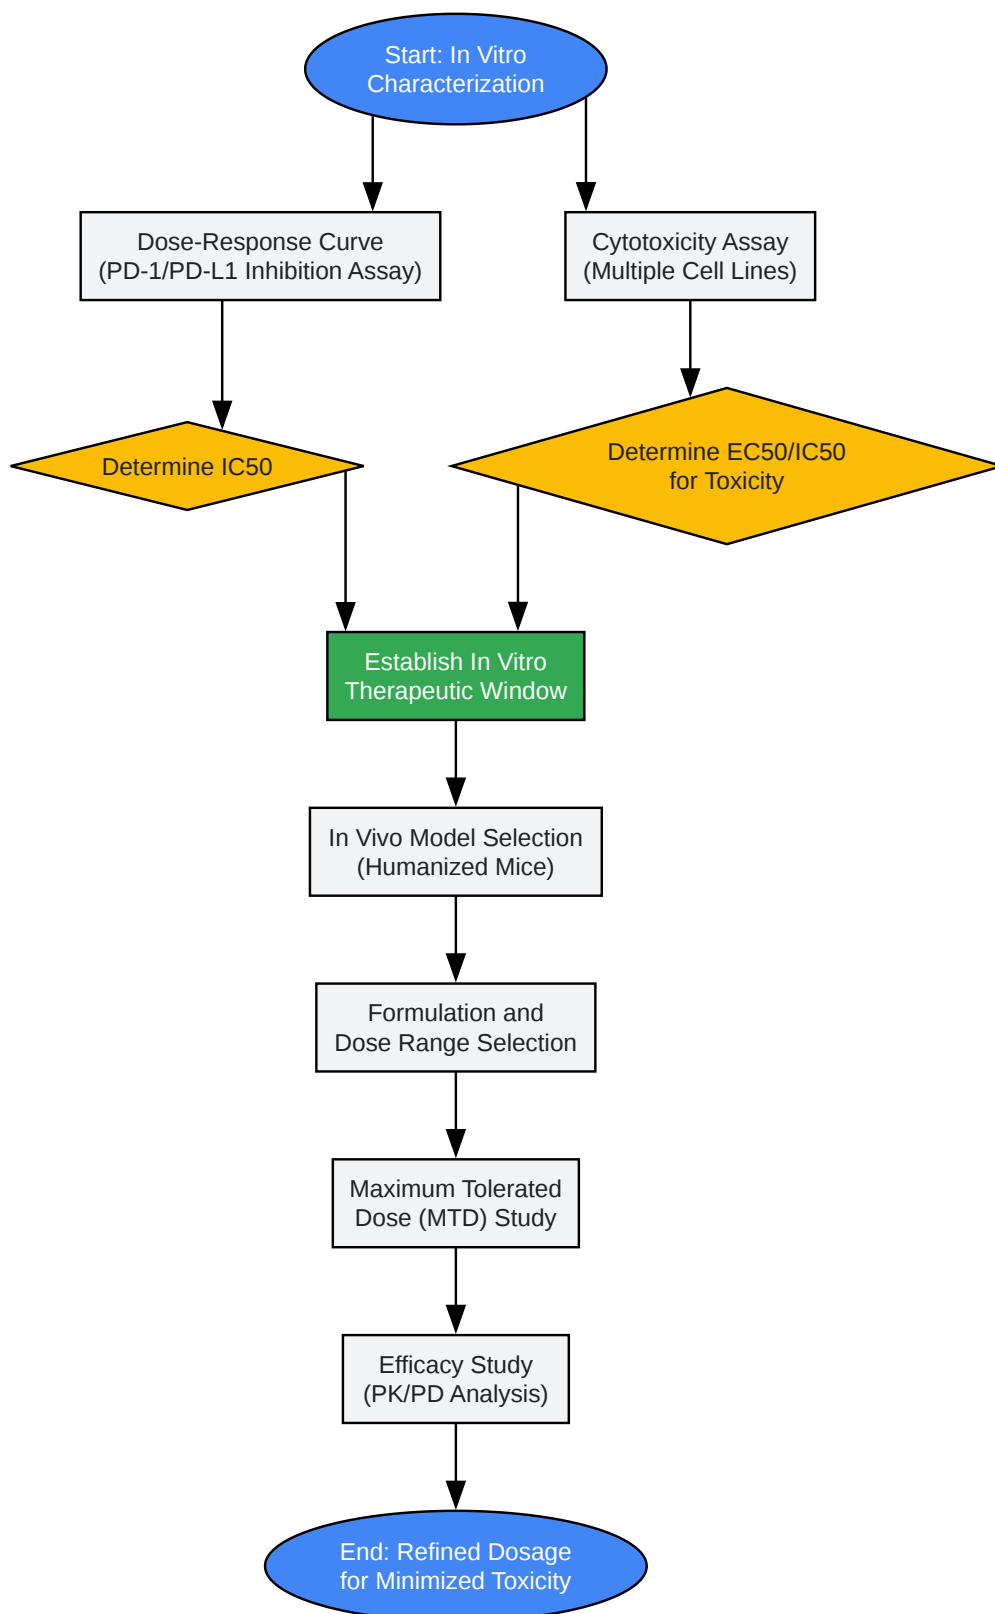 Start: In Vitro
Characterization
Dose-Response Curve
(PD-1/PD-L1 Inhibition Assay)
Cytotoxicity Assay
(Multiple Cell Lines)
Determine IC50
Determine EC50/IC50
for Toxicity
Establish In Vitro
Therapeutic Window
In Vivo Model Selection
(Humanized Mice)
Formulation and
Dose Range Selection
Maximum Tolerated
Dose (MTD) Study
Efficacy Study
(PK/PD Analysis)
End: Refined Dosage
for Minimized Toxicity